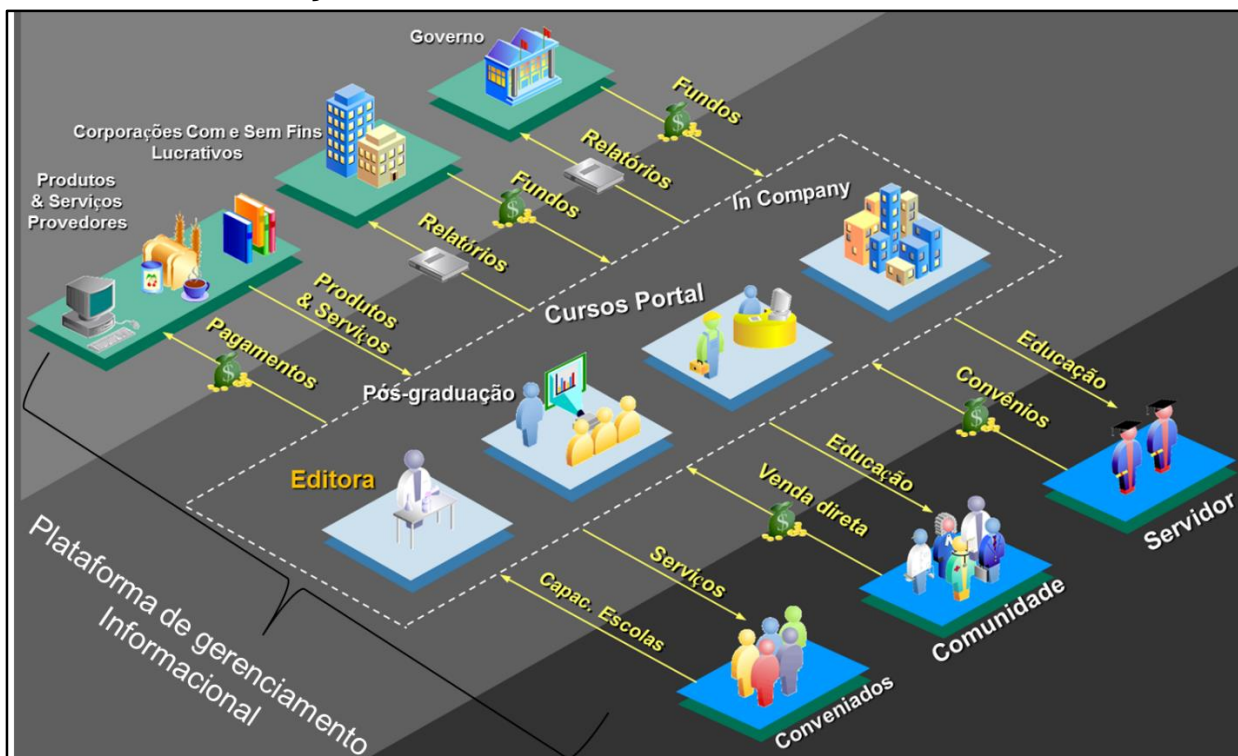 Governo
Fundos
Relatórios
Corporações Com e Sem Fins
Lucrativos
Fundos
Relatórios
Produtos
& Serviços
Provedores
Produtos
& Serviços
Pagamentos
In Company
Cursos Portal
Pós-graduação
Editora
Educação
Convênios
Servidor
Educação
Venda direta
Comunidade
Serviços
Capac. Escolas
Conveniados
Plataforma de gerenciamento
Informacional